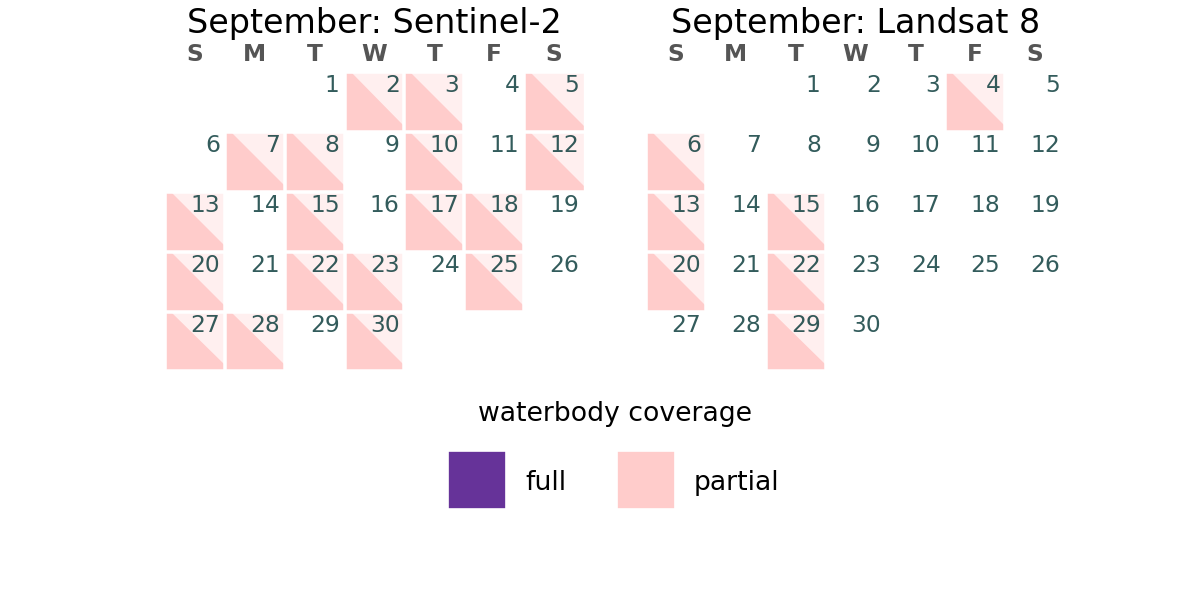 September: Sentinel-2
S M T W T F S
1 2 3 4 5
6 7 8 9 10 11 12
13 14 15 16 17 18 19
20 21 22 23 24 25 26
27 28 29 30
September: Landsat 8
S M T W T F S
1 2 3 4 5
6 7 8 9 10 11 12
13 14 15 16 17 18 19
20 21 22 23 24 25 26
27 28 29 30
waterbody coverage
full partial